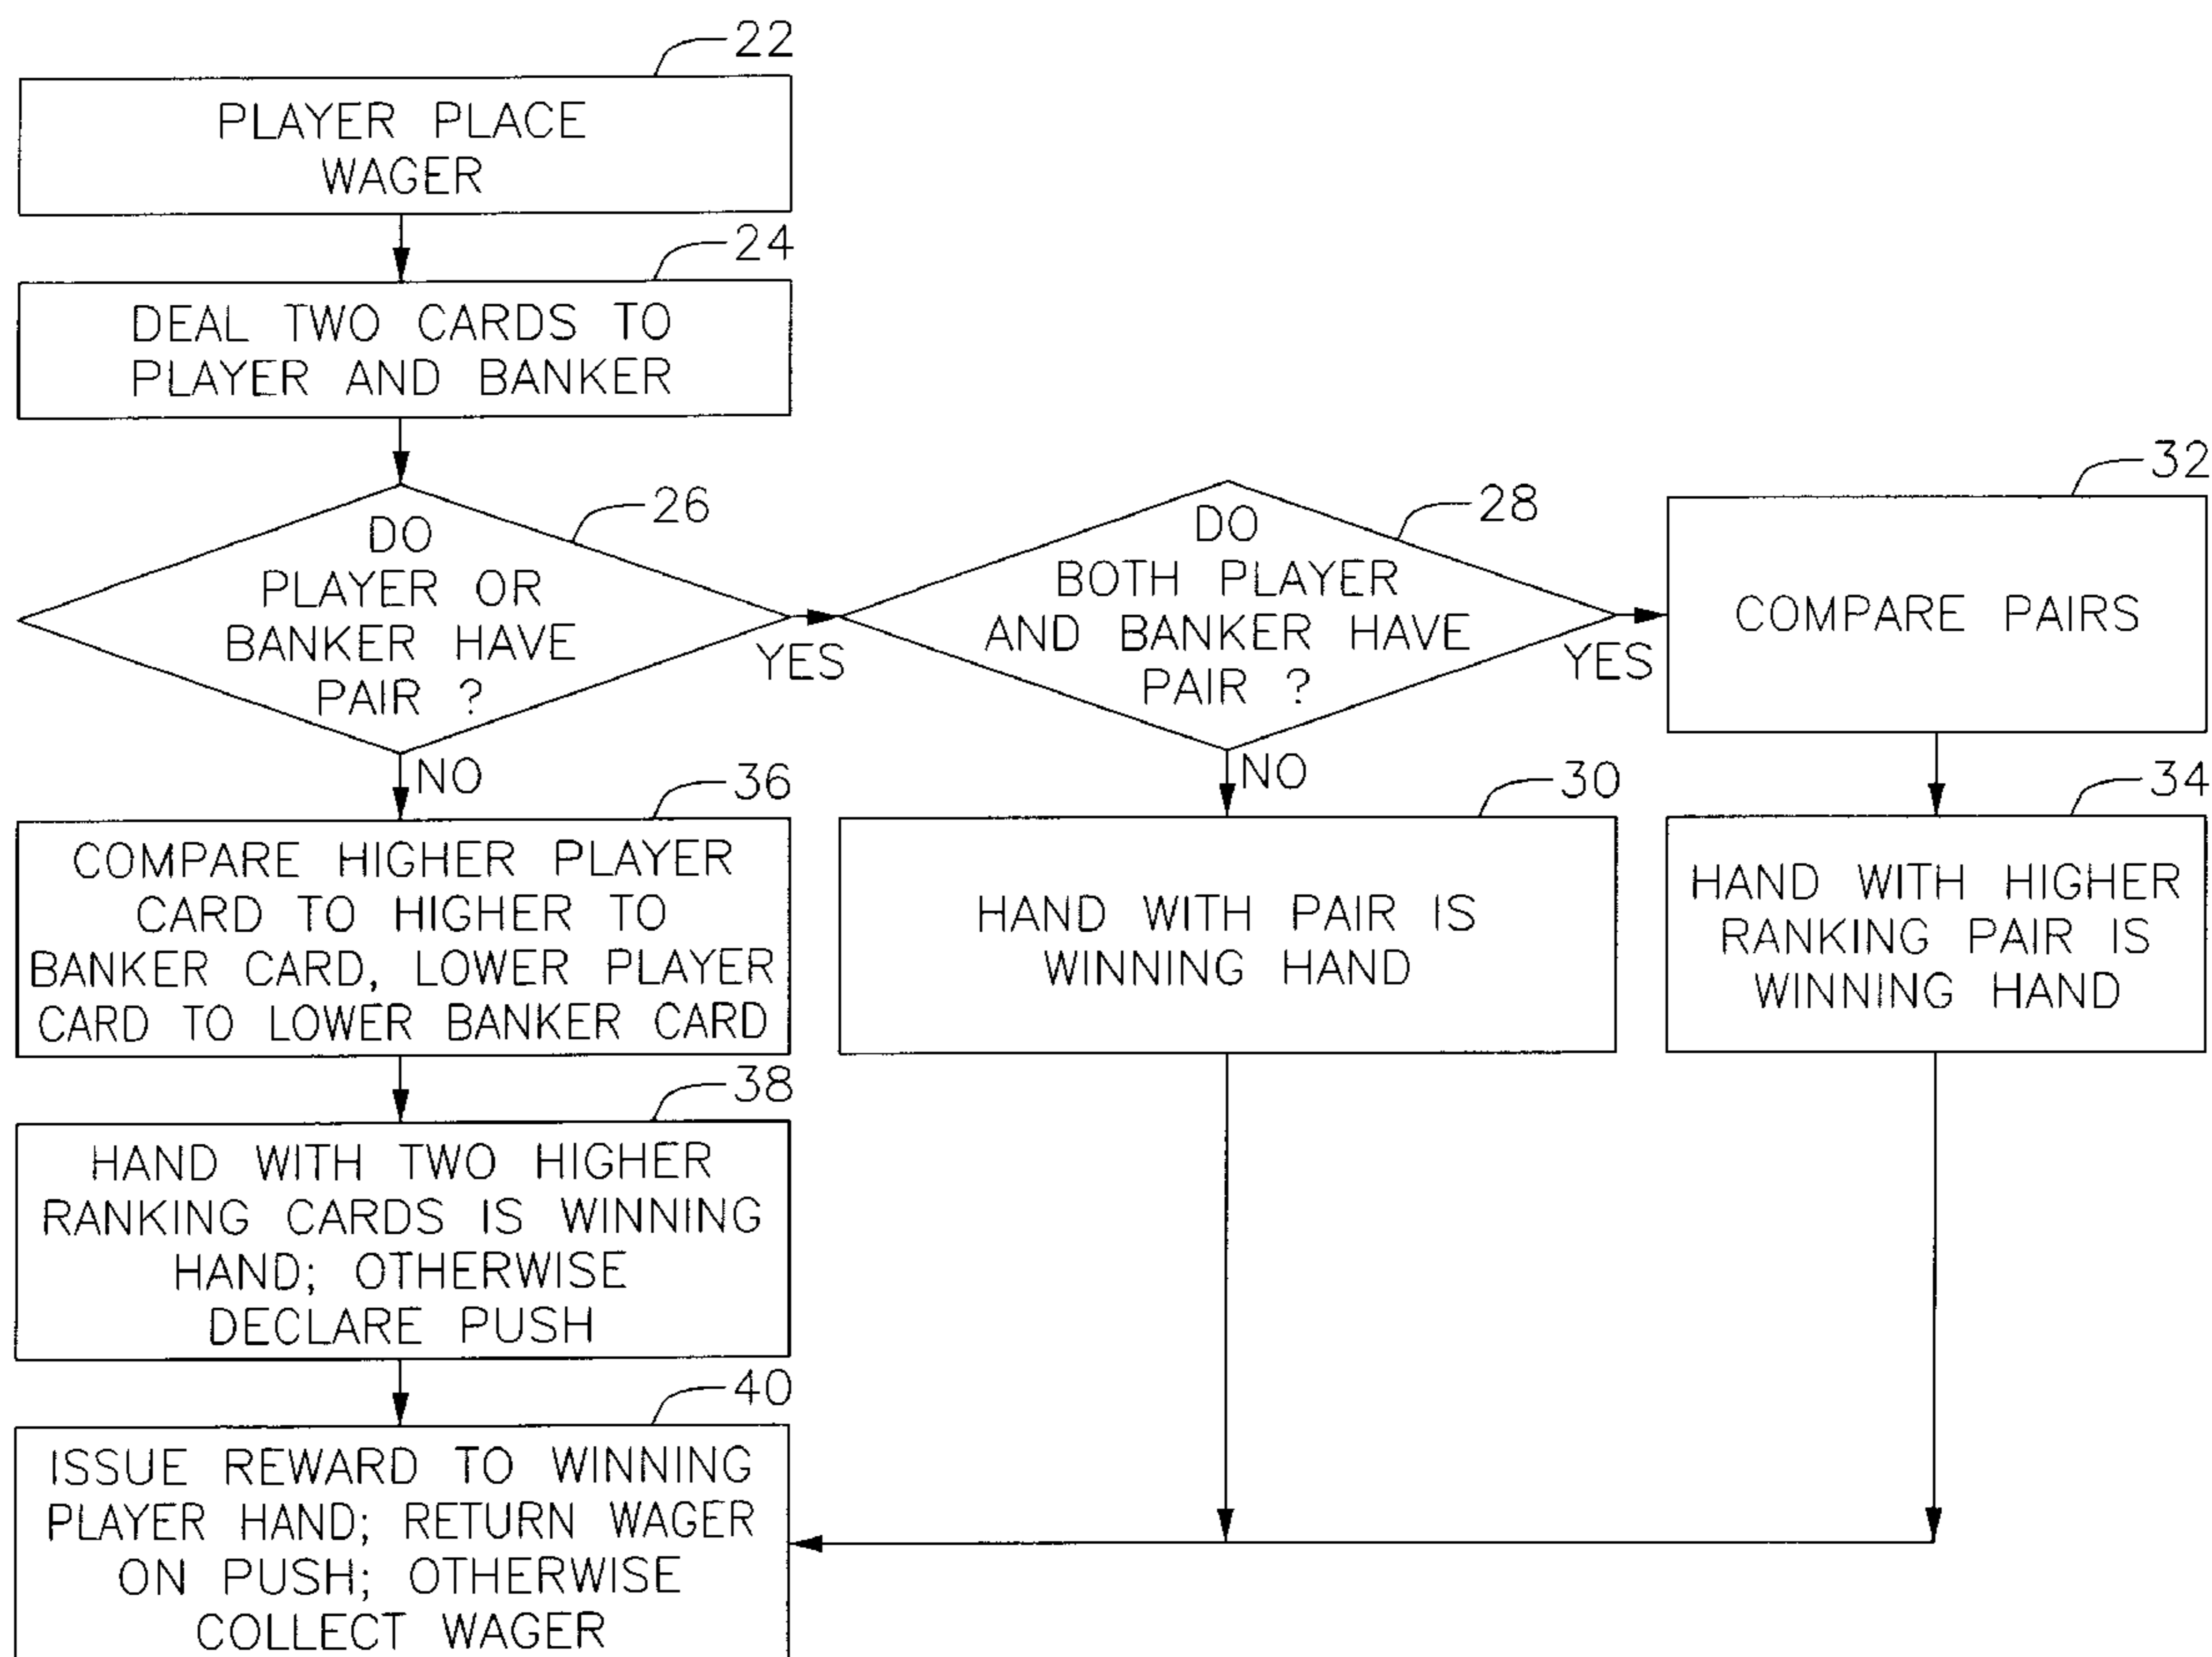 22
PLAYER PLACE
WAGER
24
DEAL TWO CARDS TO
PLAYER AND BANKER
26
DO
PLAYER OR
BANKER HAVE
PAIR ?
YES
NO
28
DO
BOTH PLAYER
AND BANKER HAVE
PAIR ?
YES
NO
32
COMPARE PAIRS
36
COMPARE HIGHER PLAYER
CARD TO HIGHER TO
BANKER CARD, LOWER PLAYER
CARD TO LOWER BANKER CARD
30
HAND WITH PAIR IS
WINNING HAND
34
HAND WITH HIGHER
RANKING PAIR IS
WINNING HAND
38
HAND WITH TWO HIGHER
RANKING CARDS IS WINNING
HAND; OTHERWISE
DECLARE PUSH
40
ISSUE REWARD TO WINNING
PLAYER HAND; RETURN WAGER
ON PUSH; OTHERWISE
COLLECT WAGER